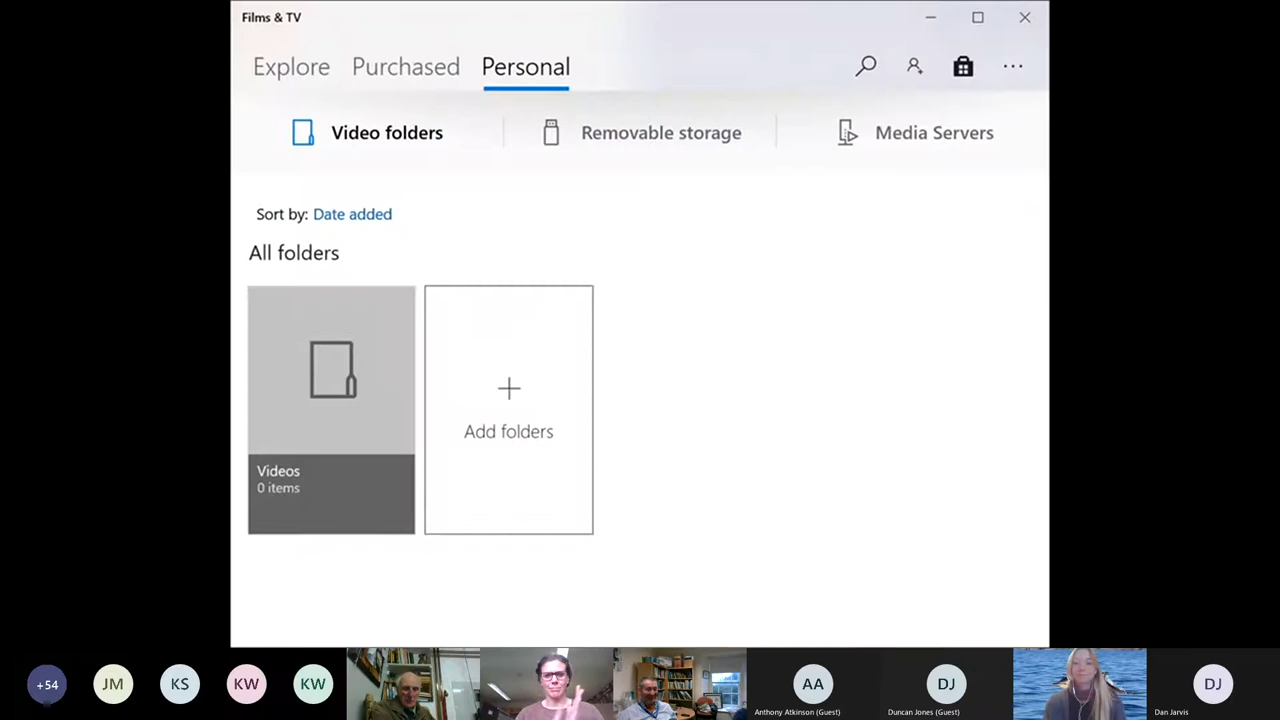 Films & TV
Explore Purchased Personal
Video folders Removable storage Media Servers
Sort by: Date added
All folders
Add folders
Videos
0 items
+54 JM KS KW KW AA DJ DJ
Anthony Atkinson (Guest) Duncan Jones (Guest) Dan Jarvis